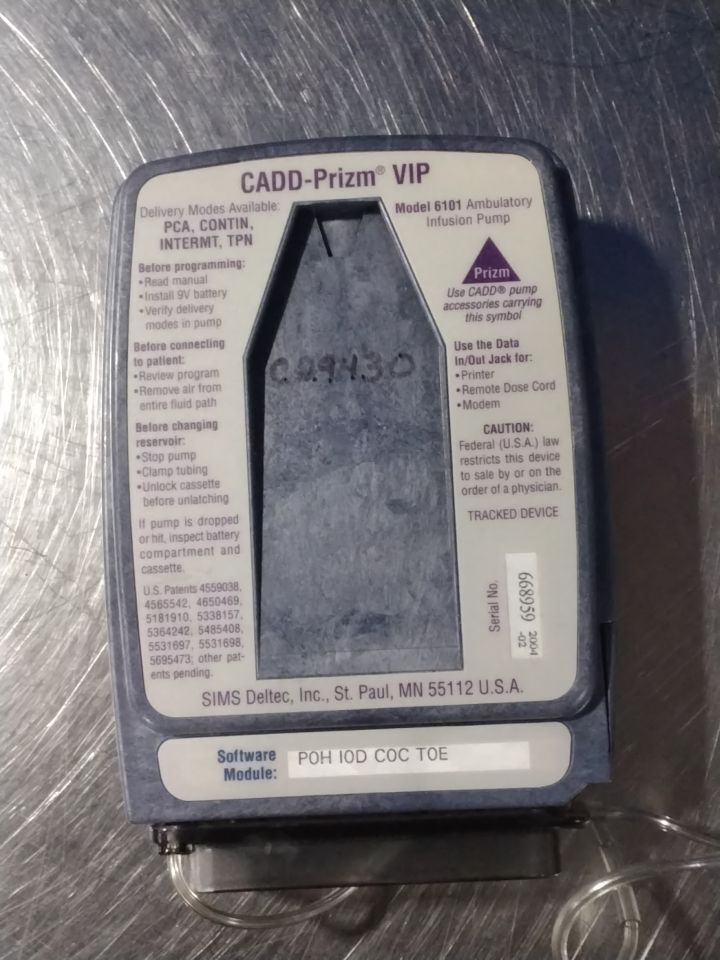 CADD-Prizm® VIP
Delivery Modes Available:
PCA, CONTIN,
INTERMT, TPN
Before programming:
•Read manual
•Install 9V battery
•Verify delivery
modes in pump
Before connecting
to patient:
•Review program
•Remove air from
entire fluid path
Before changing
reservoir:
•Stop pump
•Clamp tubing
•Unlock cassette
before unlatching
If pump is dropped
or hit, inspect battery
compartment and
cassette.
U.S. Patents 4559038,
4565542, 4650469,
5181910, 5338157,
5364242, 5485408,
5531697, 5531698,
5695473; other pat-
ents pending.
C29430
Model 6101 Ambulatory
Infusion Pump
Prizm
Use CADD® pump
accessories carrying
this symbol
Use the Data
In/Out Jack for:
•Printer
•Remote Dose Cord
•Modem
CAUTION:
Federal (U.S.A.) law
restricts this device
to sale by or on the
order of a physician.
TRACKED DEVICE
Serial No.
668959 2004
-02
SIMS Deltec, Inc., St. Paul, MN 55112 U.S.A.
Software
Module:
POH IOD COC TOE